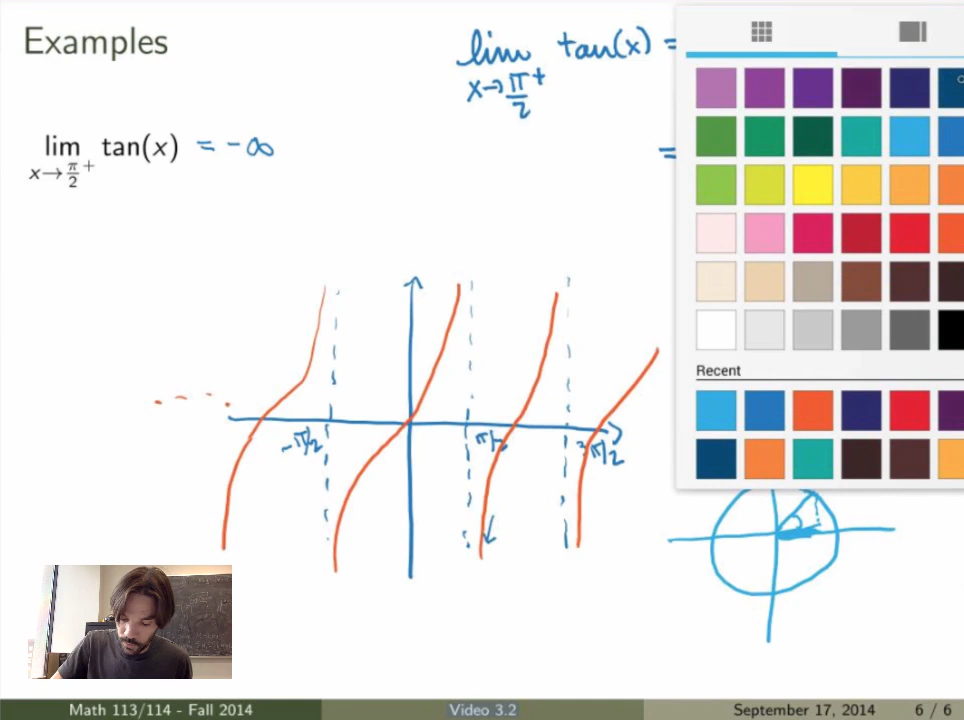 Examples
lim tan(x) =
x→π/2+
lim tan(x) = -∞
x→π/2+
=
Recent
-π/2
3π/2
Math 113/114 - Fall 2014
Video 3.2
September 17, 2014
6 / 6